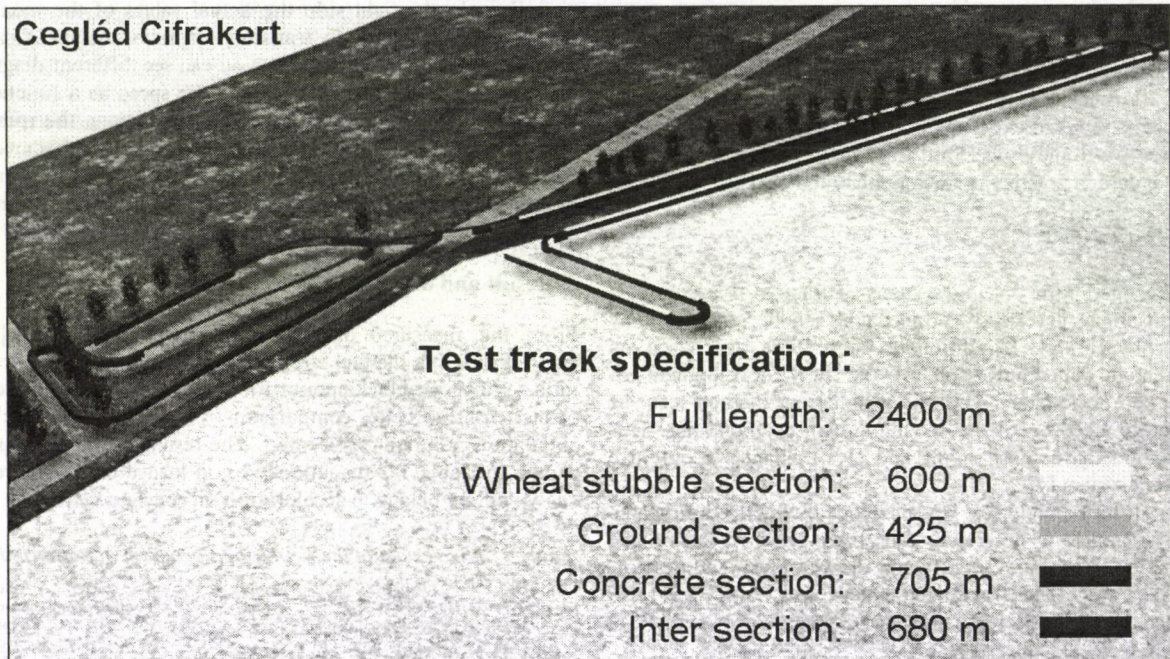 Cegléd Cifrakert
Test track specification:
Full length: 2400 m
Wheat stubble section: 600 m
Ground section: 425 m
Concrete section: 705 m
Inter section: 680 m